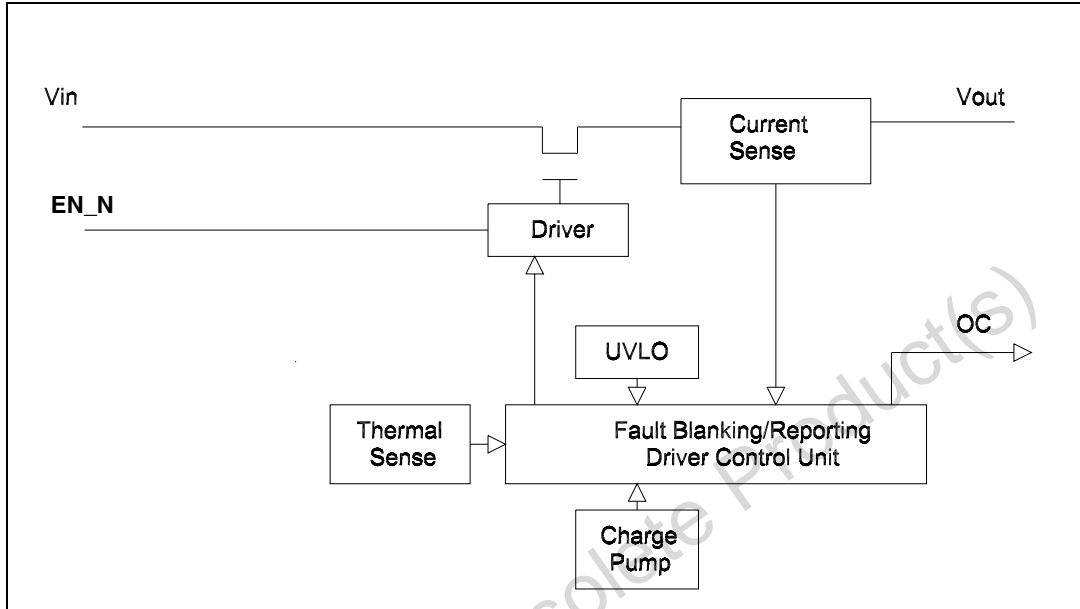 Vin
Vout
Current
Sense
EN_N
Driver
OC
UVLO
Thermal
Sense
Fault Blanking/Reporting
Driver Control Unit
Charge
Pump
solete Product(s)